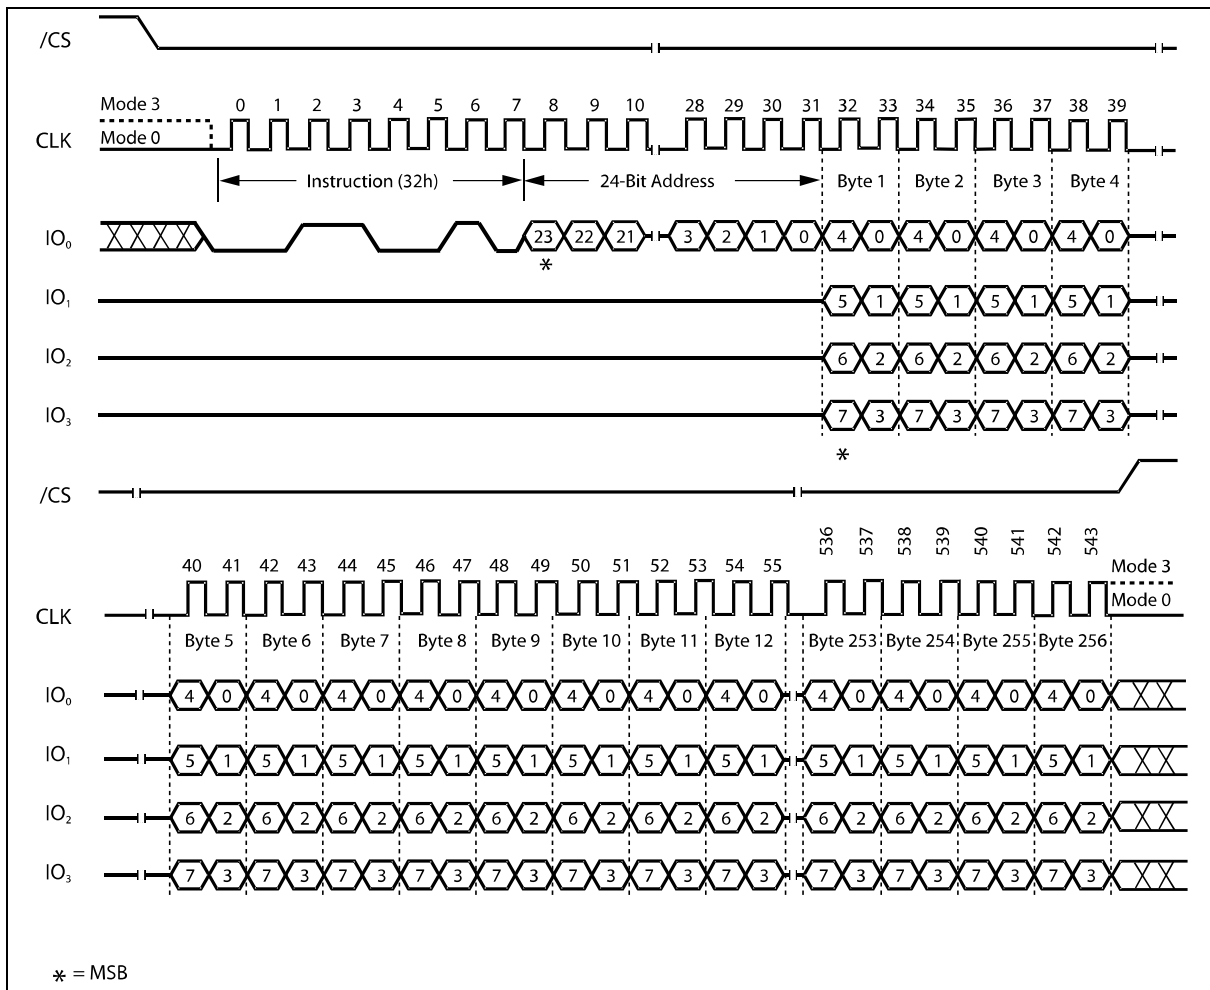 /CS
Mode 3
0 1 2 3 4 5 6 7 8 9 10 28 29 30 31 32 33 34 35 36 37 38 39
CLK
Mode 0
Instruction (32h) 24-Bit Address Byte 1 Byte 2 Byte 3 Byte 4
IO₀ 23 22 21 3 2 1 0 4 0 4 0 4 0 4 0
*
IO₁ 5 1 5 1 5 1 5 1
IO₂ 6 2 6 2 6 2 6 2
IO₃ 7 3 7 3 7 3 7 3
*
/CS
536 537 538 539 540 541 542 543
40 41 42 43 44 45 46 47 48 49 50 51 52 53 54 55 Mode 3
CLK Mode 0
Byte 5 Byte 6 Byte 7 Byte 8 Byte 9 Byte 10 Byte 11 Byte 12 Byte 253 Byte 254 Byte 255 Byte 256
IO₀ 4 0 4 0 4 0 4 0 4 0 4 0 4 0 4 0 4 0 4 0 4 0 4 0
IO₁ 5 1 5 1 5 1 5 1 5 1 5 1 5 1 5 1 5 1 5 1 5 1 5 1
IO₂ 6 2 6 2 6 2 6 2 6 2 6 2 6 2 6 2 6 2 6 2 6 2 6 2
IO₃ 7 3 7 3 7 3 7 3 7 3 7 3 7 3 7 3 7 3 7 3 7 3 7 3
* = MSB